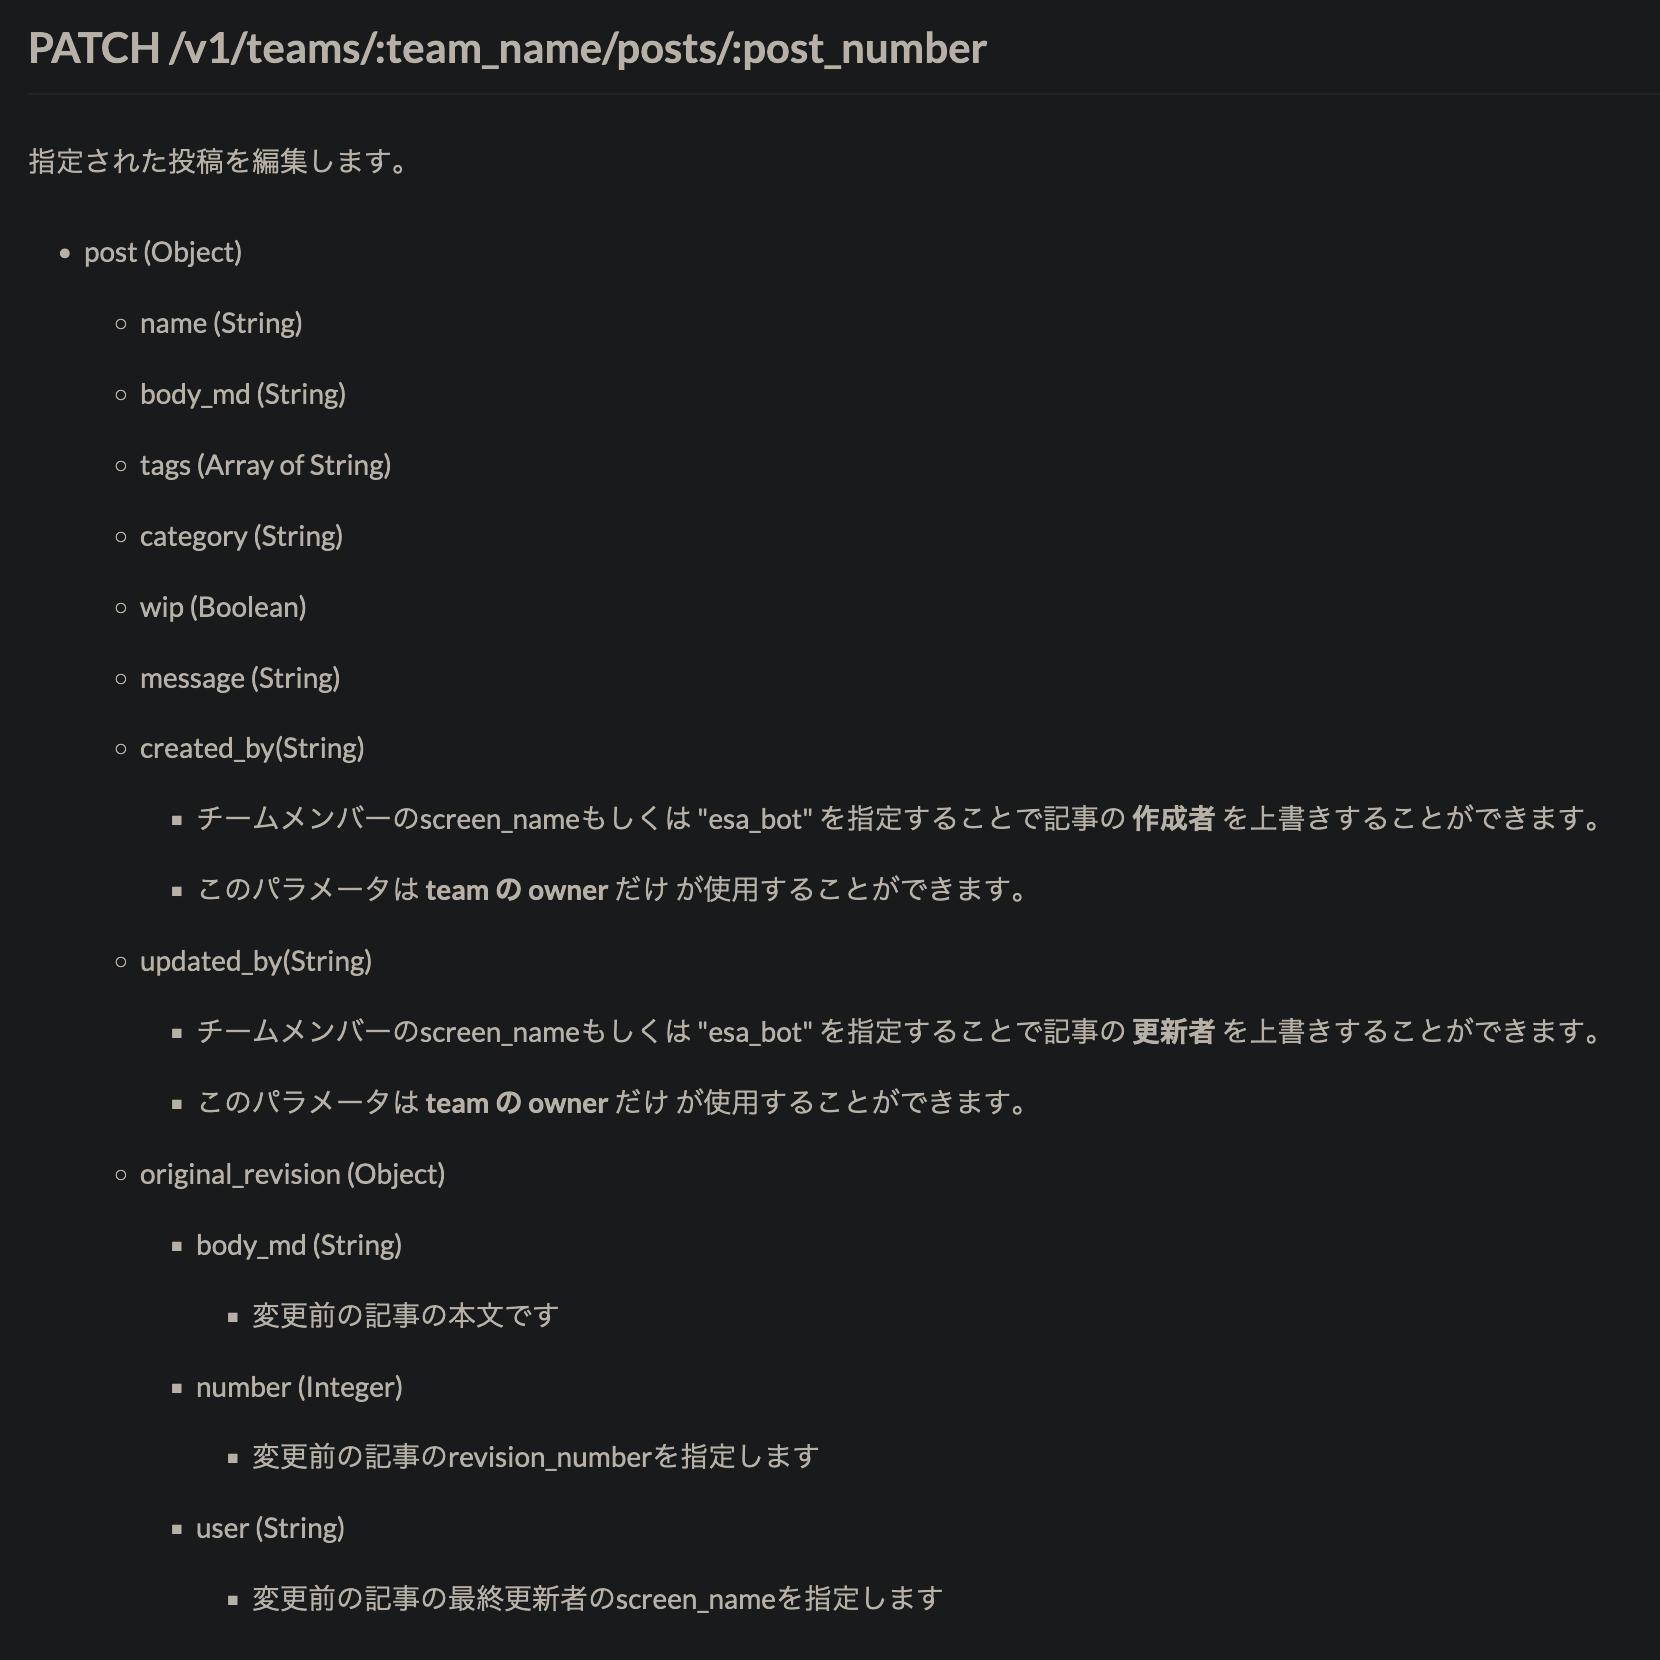 PATCH /v1/teams/:team_name/posts/:post_number
指定された投稿を編集します。
post (Object)
name (String)
body_md (String)
tags (Array of String)
category (String)
wip (Boolean)
message (String)
created_by(String)
チームメンバーのscreen_nameもしくは "esa_bot" を指定することで記事の 作成者 を上書きすることができます。
このパラメータは team の owner だけ が使用することができます。
updated_by(String)
チームメンバーのscreen_nameもしくは "esa_bot" を指定することで記事の 更新者 を上書きすることができます。
このパラメータは team の owner だけ が使用することができます。
original_revision (Object)
body_md (String)
変更前の記事の本文です
number (Integer)
変更前の記事のrevision_numberを指定します
user (String)
変更前の記事の最終更新者のscreen_nameを指定します